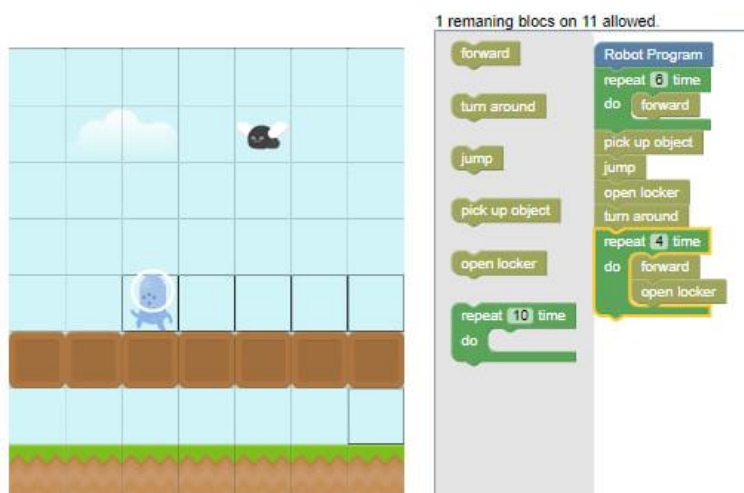 1 remaning blocs on 11 allowed.
forward
turn around
jump
pick up object
open locker
repeat 10 time
do
Robot Program
repeat 6 time
do forward
pick up object
jump
open locker
turn around
repeat 4 time
do forward
open locker